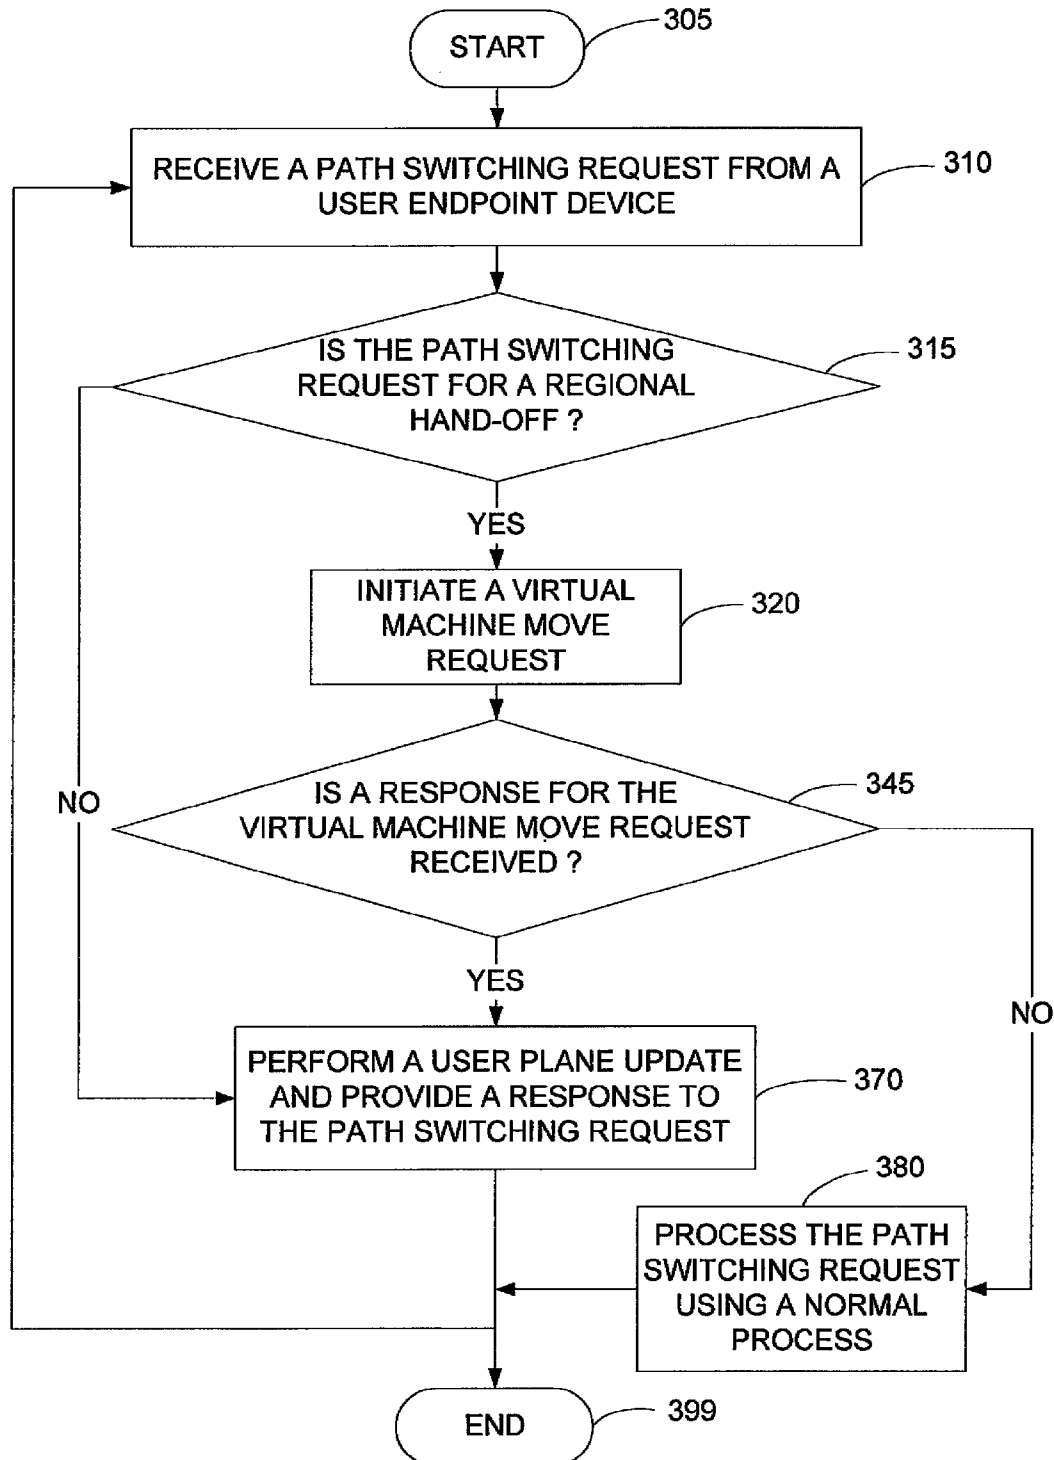 START
305
RECEIVE A PATH SWITCHING REQUEST FROM A
USER ENDPOINT DEVICE
310
IS THE PATH SWITCHING
REQUEST FOR A REGIONAL
HAND-OFF ?
315
YES
INITIATE A VIRTUAL
MACHINE MOVE
REQUEST
320
NO
IS A RESPONSE FOR THE
VIRTUAL MACHINE MOVE REQUEST
RECEIVED ?
345
YES
NO
PERFORM A USER PLANE UPDATE
AND PROVIDE A RESPONSE TO
THE PATH SWITCHING REQUEST
370
380
PROCESS THE PATH
SWITCHING REQUEST
USING A NORMAL
PROCESS
END
399